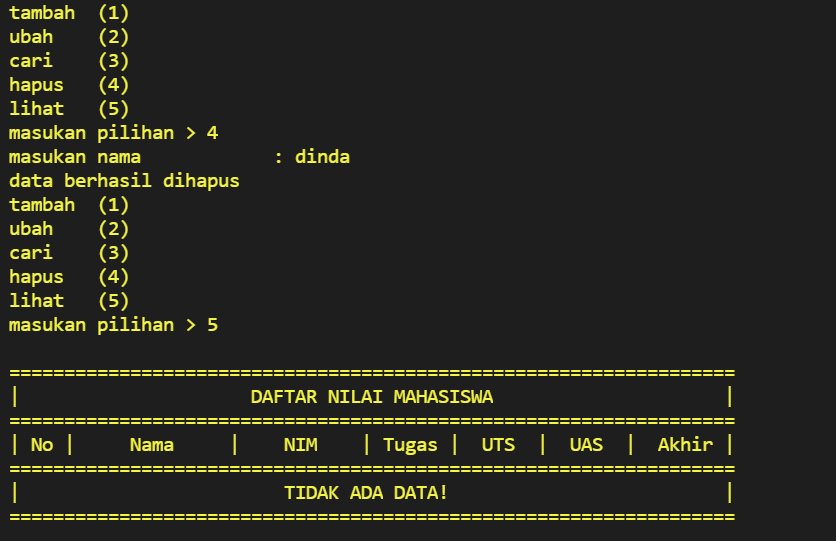 tambah  (1)
ubah    (2)
cari    (3)
hapus   (4)
lihat   (5)
masukan pilihan > 4
masukan nama            : dinda
data berhasil dihapus
tambah  (1)
ubah    (2)
cari    (3)
hapus   (4)
lihat   (5)
masukan pilihan > 5
==================================================================
|                     DAFTAR NILAI MAHASISWA                     |
==================================================================
| No |     Nama     |    NIM    | Tugas |  UTS  |  UAS  |  Akhir |
==================================================================
|                        TIDAK ADA DATA!                         |
==================================================================